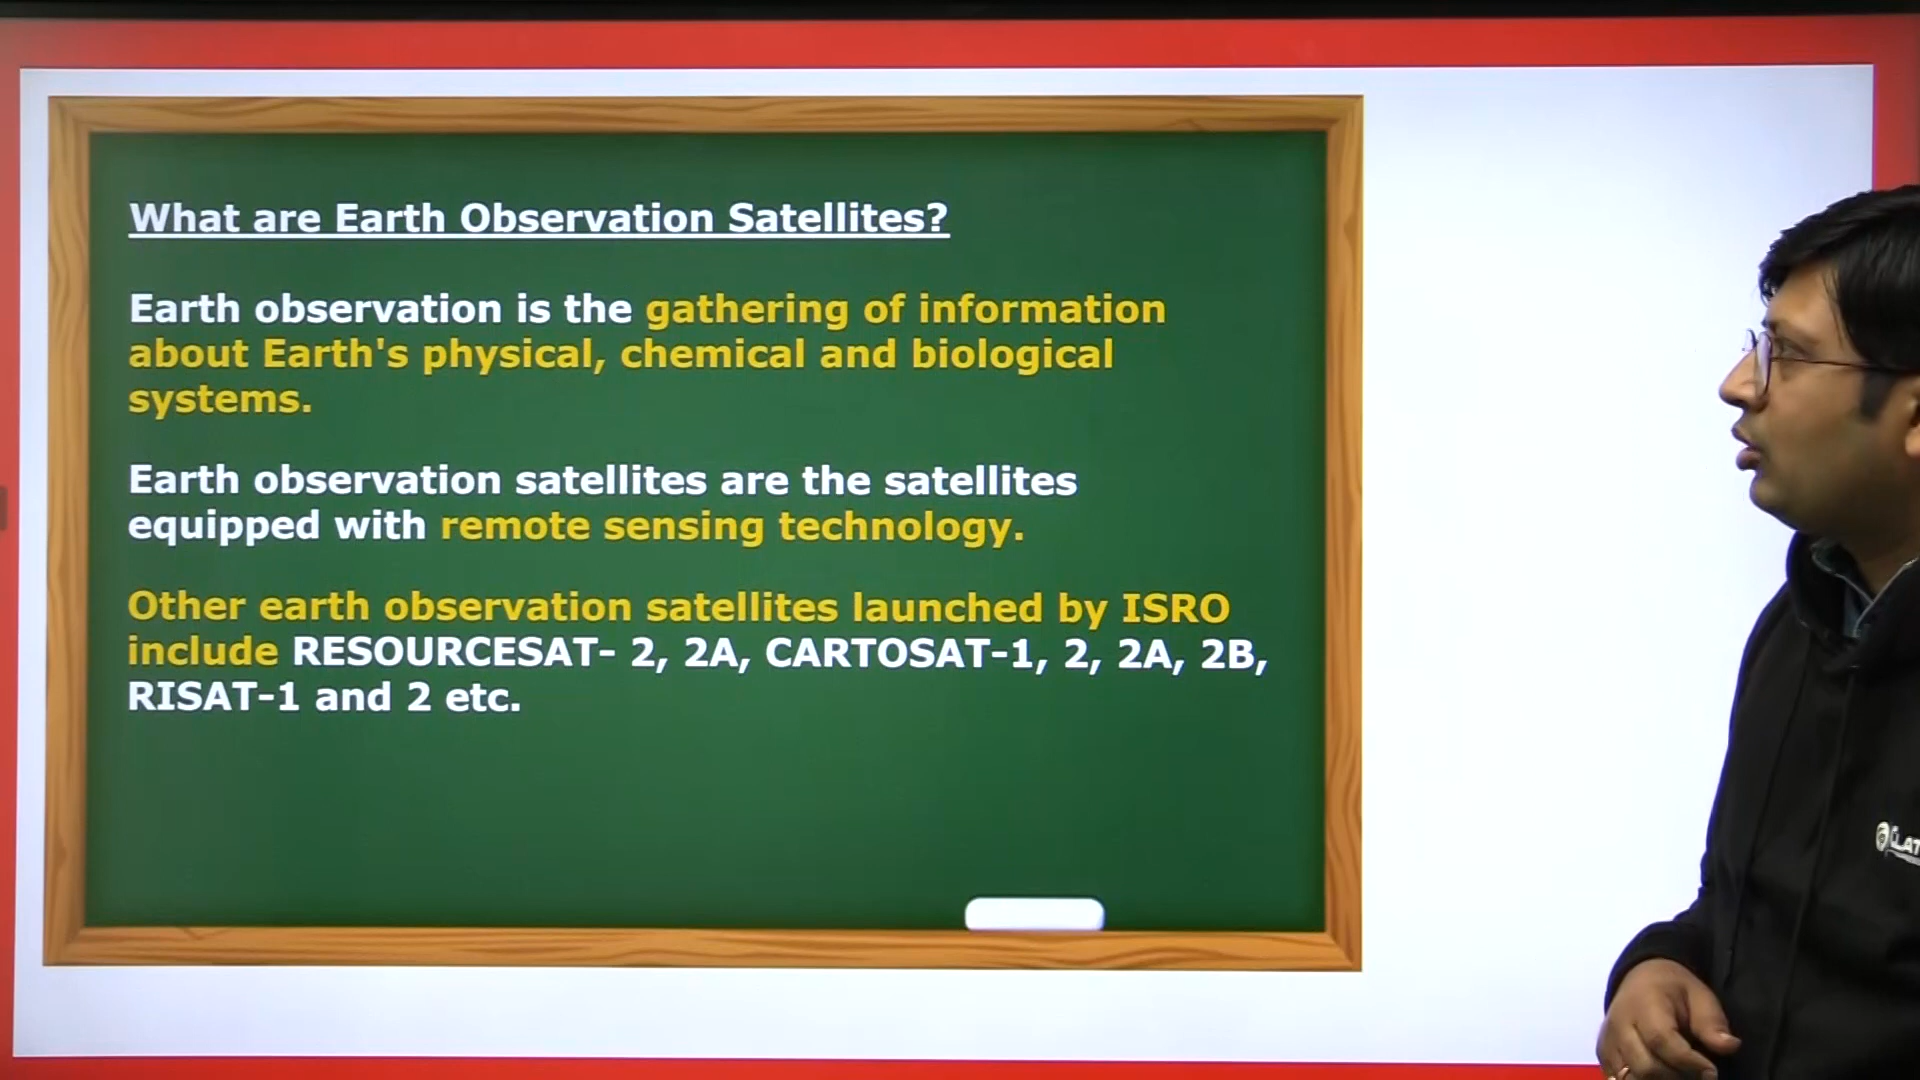 What are Earth Observation Satellites?
Earth observation is the gathering of information
about Earth's physical, chemical and biological
systems.
Earth observation satellites are the satellites
equipped with remote sensing technology.
Other earth observation satellites launched by ISRO
include RESOURCESAT- 2, 2A, CARTOSAT-1, 2, 2A, 2B,
RISAT-1 and 2 etc.